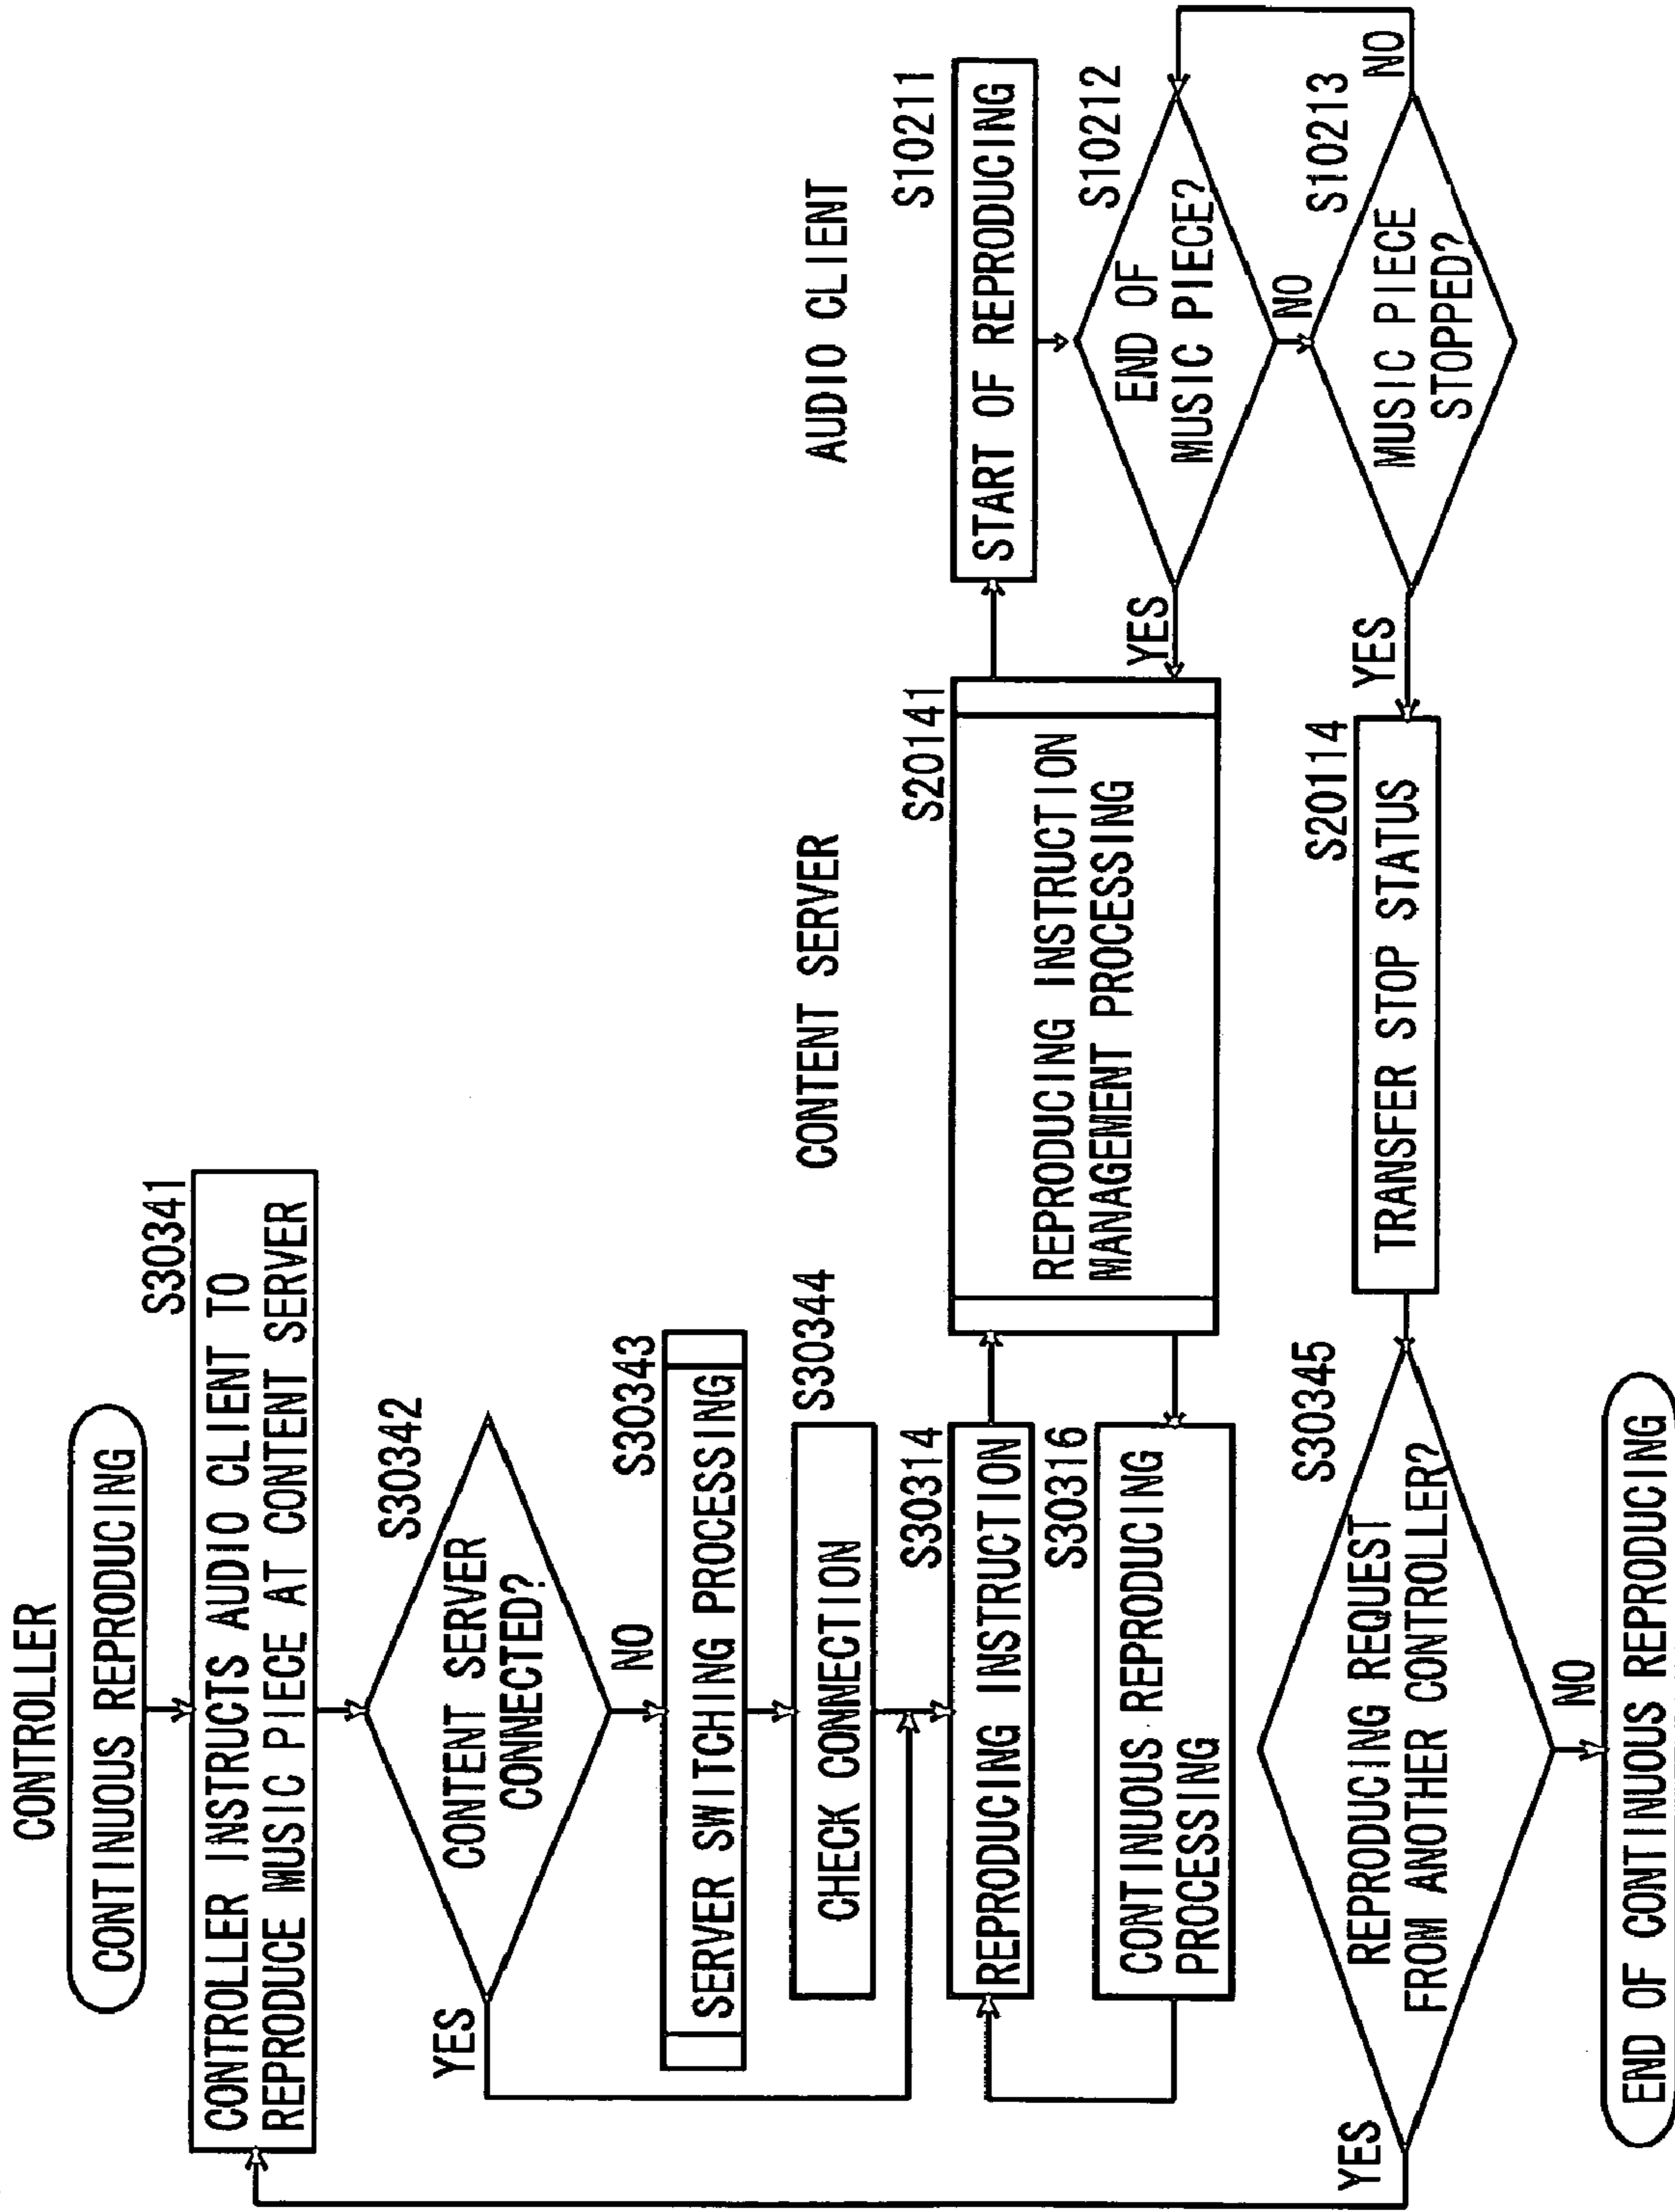 CONTROLLER
CONTINUOUS REPRODUCING
S30341
CONTROLLER INSTRUCTS AUDIO CLIENT TO
REPRODUCE MUSIC PIECE AT CONTENT SERVER
S30342
CONTENT SERVER
CONNECTED?
YES
NO
S30343
SERVER SWITCHING PROCESSING
S30344
CHECK CONNECTION
CONTENT SERVER
AUDIO CLIENT
S30314
REPRODUCING INSTRUCTION
S20141
REPRODUCING INSTRUCTION
MANAGEMENT PROCESSING
S10211
START OF REPRODUCING
S30316
CONTINUOUS REPRODUCING
PROCESSING
S10212
END OF
MUSIC PIECE?
YES
NO
S10213
MUSIC PIECE
STOPPED?
NO
YES
S20114
TRANSFER STOP STATUS
S30345
REPRODUCING REQUEST
FROM ANOTHER CONTROLLER?
YES
NO
END OF CONTINUOUS REPRODUCING